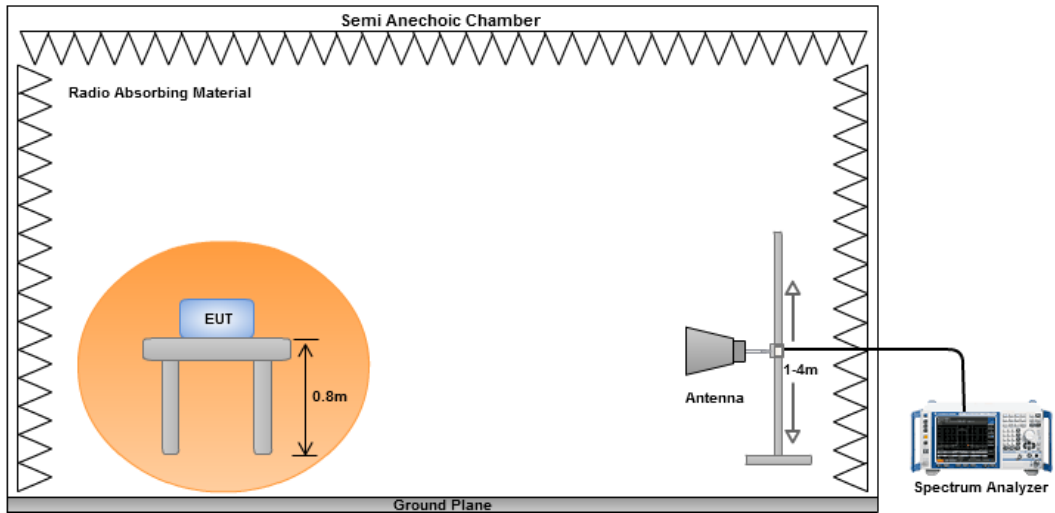 Semi Anechoic Chamber
Radio Absorbing Material
EUT
0.8m
1-4m
Antenna
Spectrum Analyzer
Ground Plane